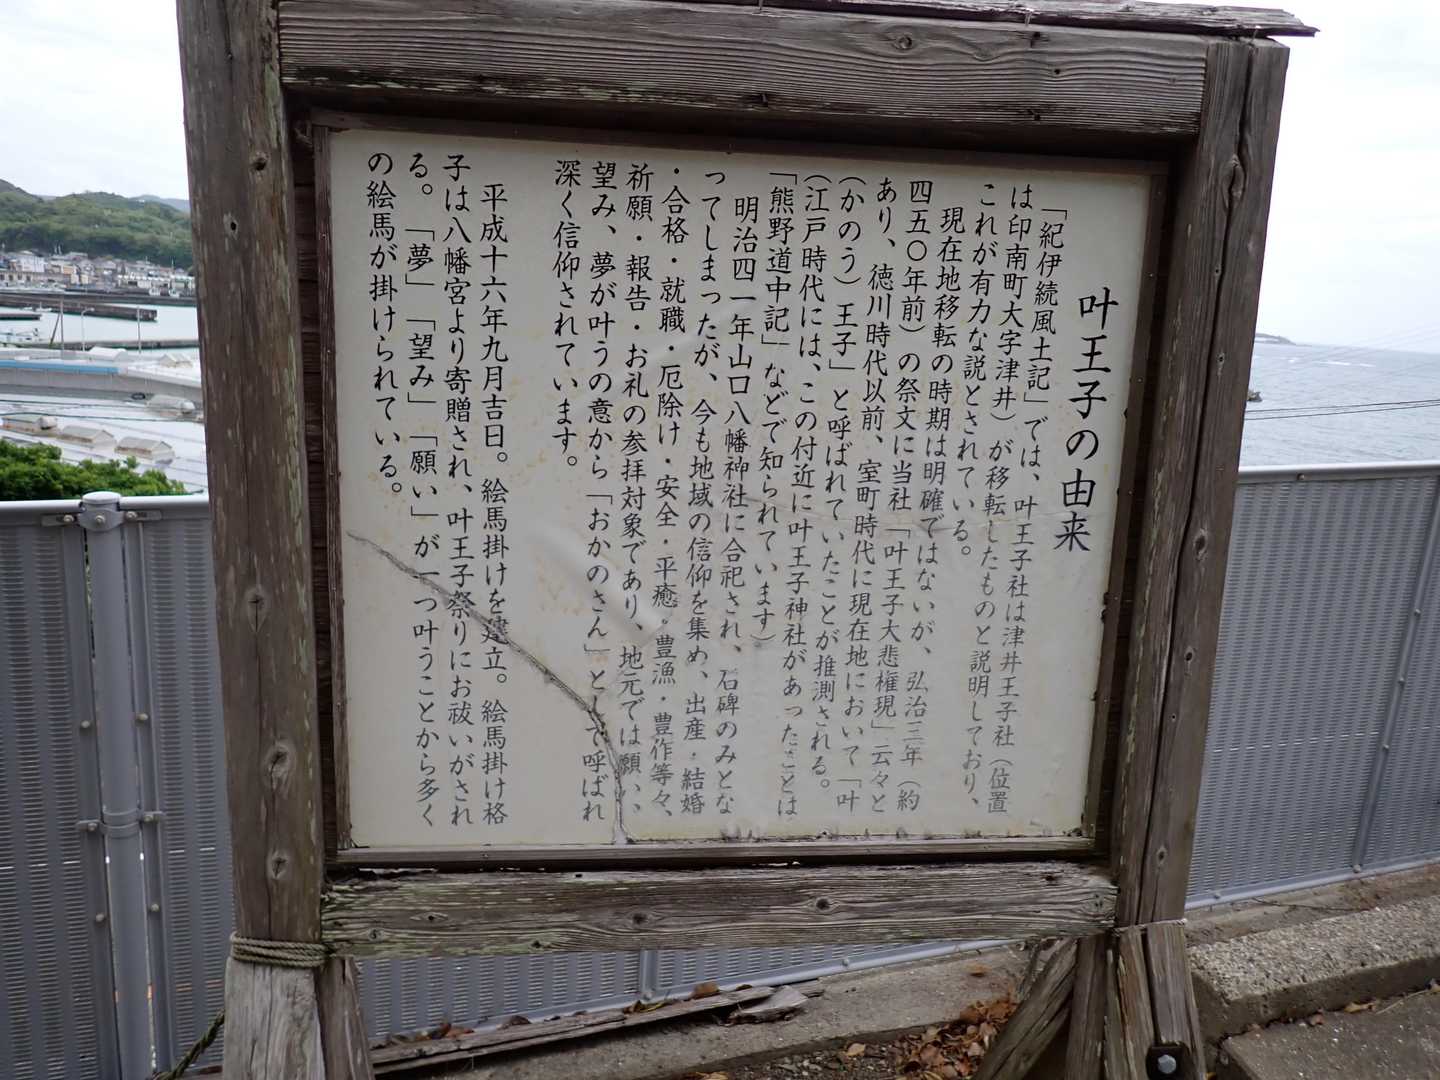 叶王子の由来
「紀伊続風土記」では、叶王子社は津井王子社（位置
は印南町大字津井）が移転したものと説明しており、
これが有力な説とされている。
現在地移転の時期は明確ではないが、弘治三年（約
四五〇年前）の祭文に当社「叶王子大悲権現」云々と
あり、徳川時代以前、室町時代に現在地において「叶
（かのう）王子」と呼ばれていたことが推測される。
（江戸時代には、この付近に叶王子神社があったことは
「熊野道中記」などで知られています）
明治四一年山口八幡神社に合祀され、石碑のみとな
ってしまったが、今も地域の信仰を集め、出産・結婚
・合格・就職・厄除け・安全・平癒・豊漁・豊作等々、
祈願・報告・お礼の参拝対象であり、地元では願い、
望み、夢が叶うの意から「おかのさん」として呼ばれ
深く信仰されています。
平成十六年九月吉日。絵馬掛けを建立。絵馬掛け格
子は八幡宮より寄贈され、叶王子祭りにお祓いがされ
る。「夢」「望み」「願い」が一つ叶うことから多く
の絵馬が掛けられている。